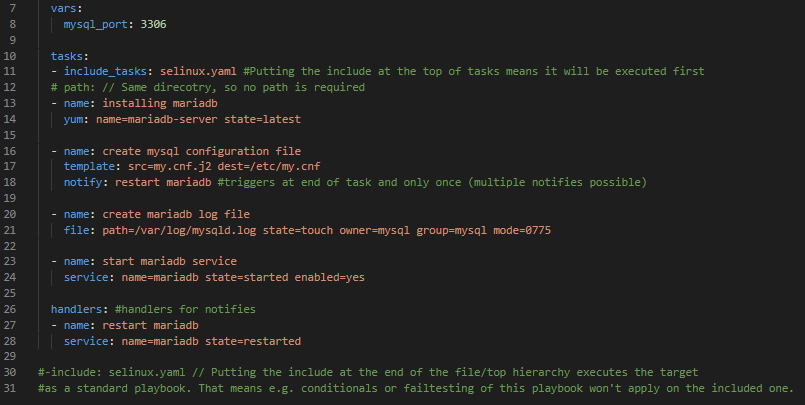 7 vars:
8 mysql_port: 3306
9
10 tasks:
11 - include_tasks: selinux.yaml #Putting the include at the top of tasks means it will be executed first
12 # path: // Same direcotry, so no path is required
13 - name: installing mariadb
14 yum: name=mariadb-server state=latest
15
16 - name: create mysql configuration file
17 template: src=my.cnf.j2 dest=/etc/my.cnf
18 notify: restart mariadb #triggers at end of task and only once (multiple notifies possible)
19
20 - name: create mariadb log file
21 file: path=/var/log/mysqld.log state=touch owner=mysql group=mysql mode=0775
22
23 - name: start mariadb service
24 service: name=mariadb state=started enabled=yes
25
26 handlers: #handlers for notifies
27 - name: restart mariadb
28 service: name=mariadb state=restarted
29
30 #-include: selinux.yaml // Putting the include at the end of the file/top hierarchy executes the target
31 #as a standard playbook. That means e.g. conditionals or failtesting of this playbook won't apply on the included one.